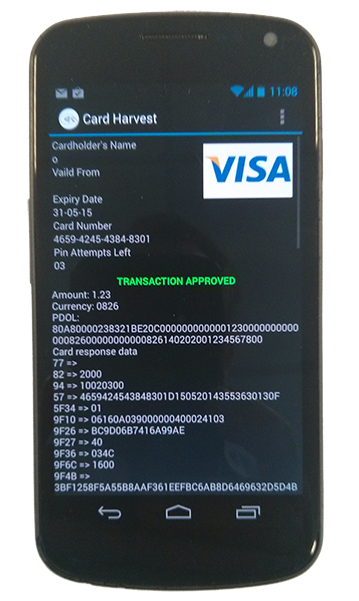 11:08
Card Harvest
Cardholder's Name
o
Vaild From
Expiry Date
31-05-15
Card Number
4659-4245-4384-8301
Pin Attempts Left
03
VISA
TRANSACTION APPROVED
Amount: 1.23
Currency: 0826
PDOL:
80A80000238321BE20C000000000001230000000000
00082600000000000826140202001234567800
Card response data
77 =>
82 => 2000
94 => 10020300
57 => 4659424543848301D15052014355363013​0F
5F34 => 01
9F10 => 06160A039000000400024103
9F26 => BC9D06B7416A99AE
9F27 => 40
9F36 => 034C
9F6C => 1600
9F4B =>
3BF1258F5A55B8AAF361EEFBC6AB8D6469632D5D4B